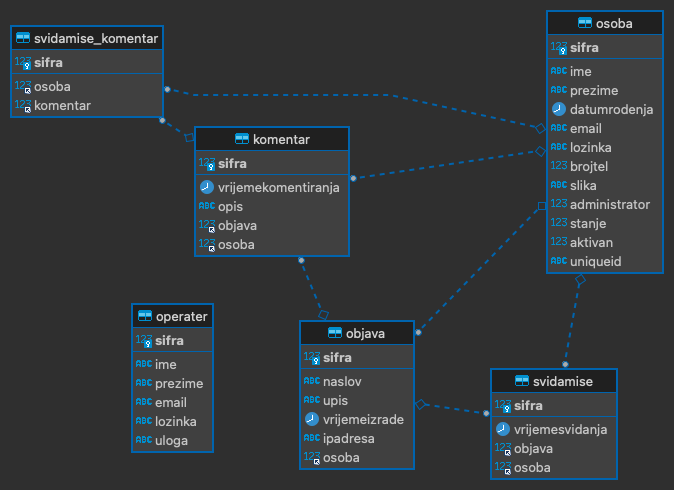 svidamise_komentar
123 sifra
123 osoba
123 komentar
osoba
123 sifra
ABC ime
ABC prezime
datumrodenja
ABC email
ABC lozinka
123 brojtel
ABC slika
123 administrator
123 stanje
123 aktivan
ABC uniqueid
komentar
123 sifra
vrijemekomentiranja
ABC opis
123 objava
123 osoba
operater
123 sifra
ABC ime
ABC prezime
ABC email
ABC lozinka
ABC uloga
objava
123 sifra
ABC naslov
ABC upis
vrijemeizrade
ABC ipadresa
123 osoba
svidamise
123 sifra
vrijemesvidanja
123 objava
123 osoba